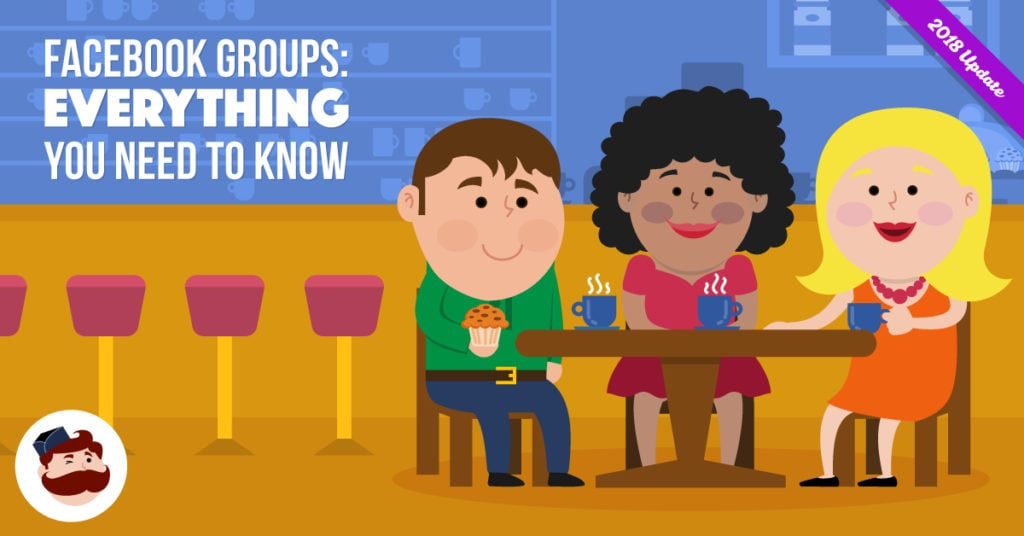 FACEBOOK GROUPS:
EVERYTHING
YOU NEED TO KNOW
2018 Update